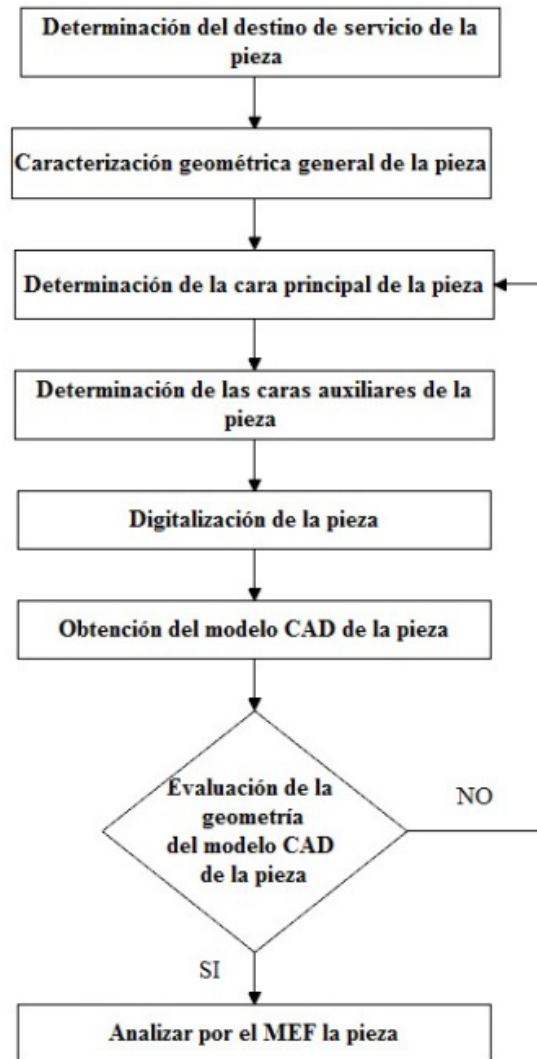 Determinación del destino de servicio de la
pieza
Caracterización geométrica general de la pieza
Determinación de la cara principal de la pieza
Determinación de las caras auxiliares de la
pieza
Digitalización de la pieza
Obtención del modelo CAD de la pieza
Evaluación de la
geometría
del modelo CAD
de la pieza
NO
SI
Analizar por el MEF la pieza